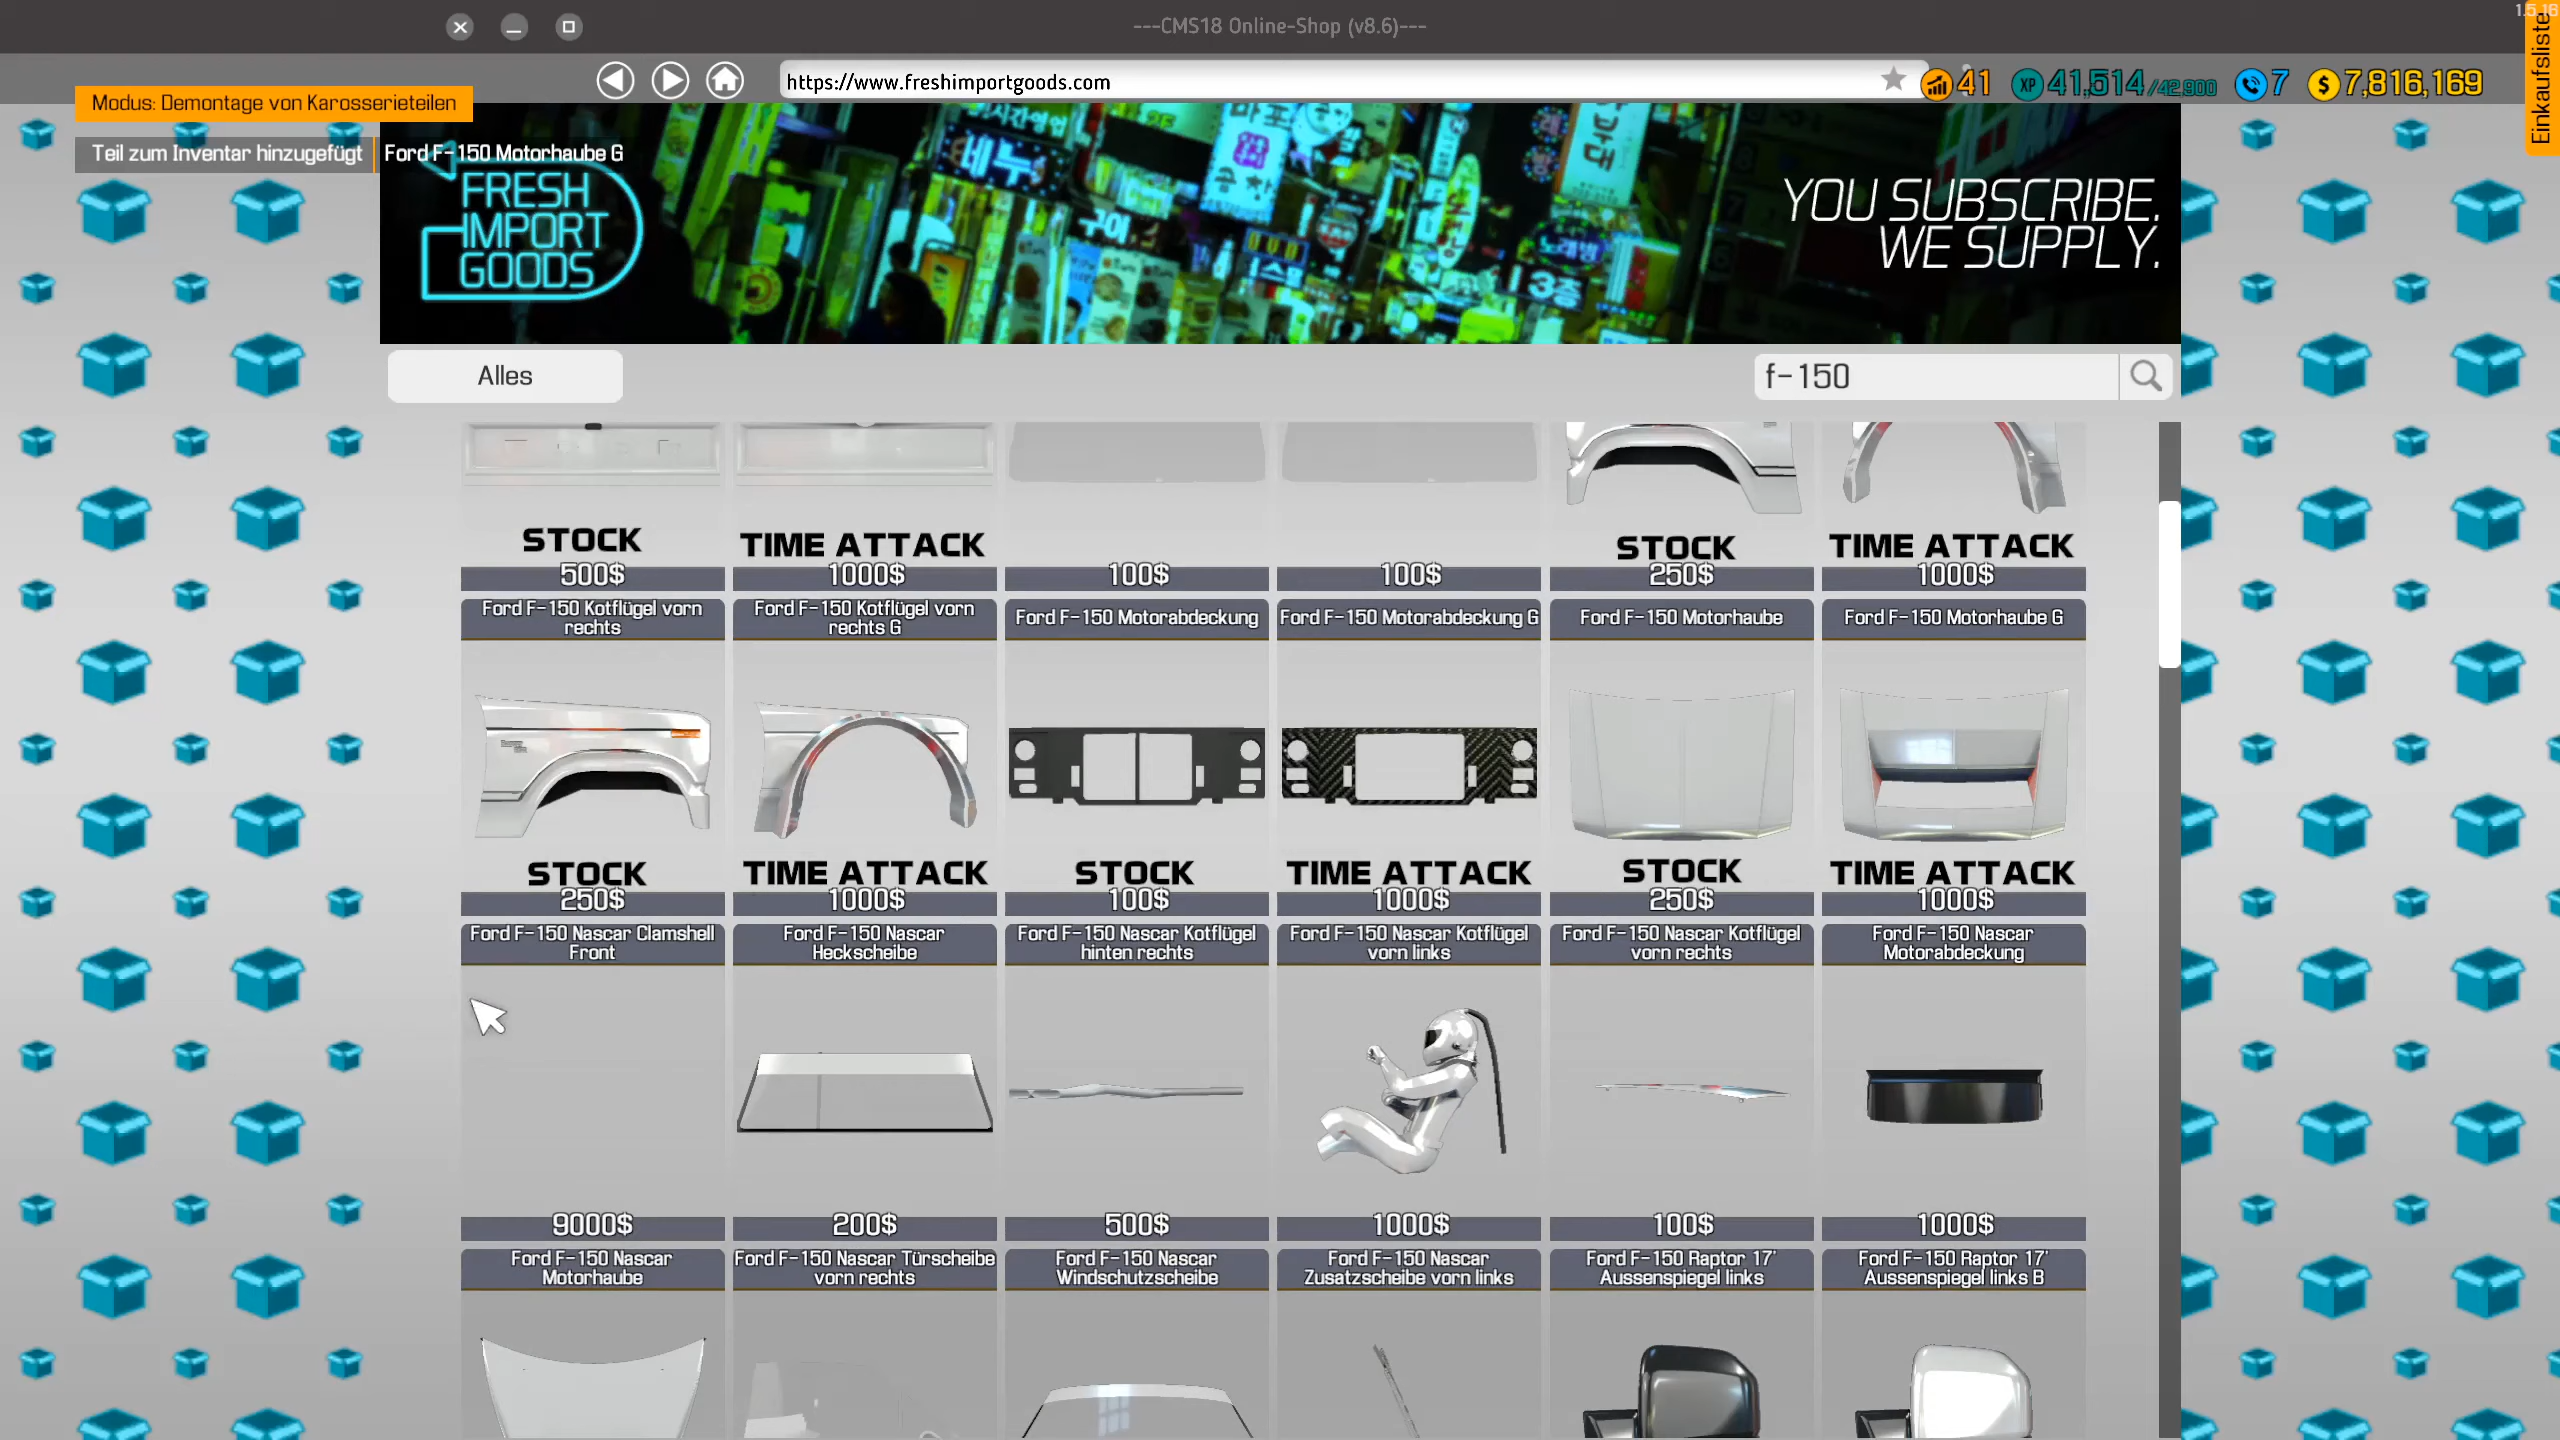 ---CMS18 Online-Shop (v8.6)---
1.5.16
Einkaufsliste
https://www.freshimportgoods.com
41
XP 41,514/42,900
7
$ 7,816,169
Modus: Demontage von Karosserieteilen
Teil zum Inventar hinzugefügt Ford F-150 Motorhaube G
FRESH
IMPORT
GOODS
YOU SUBSCRIBE.
WE SUPPLY.
Alles
f-150
STOCK TIME ATTACK STOCK TIME ATTACK
500$ 1000$ 100$ 100$ 250$ 1000$
Ford F-150 Kotflügel vorn
rechts
Ford F-150 Kotflügel vorn
rechts G
Ford F-150 Motorabdeckung
Ford F-150 Motorabdeckung G
Ford F-150 Motorhaube
Ford F-150 Motorhaube G
STOCK TIME ATTACK STOCK TIME ATTACK STOCK TIME ATTACK
250$ 1000$ 100$ 1000$ 250$ 1000$
Ford F-150 Nascar Clamshell
Front
Ford F-150 Nascar
Heckscheibe
Ford F-150 Nascar Kotflügel
hinten rechts
Ford F-150 Nascar Kotflügel
vorn links
Ford F-150 Nascar Kotflügel
vorn rechts
Ford F-150 Nascar
Motorabdeckung
9000$ 200$ 500$ 1000$ 100$ 1000$
Ford F-150 Nascar
Motorhaube
Ford F-150 Nascar Türscheibe
vorn rechts
Ford F-150 Nascar
Windschutzscheibe
Ford F-150 Nascar
Zusatzscheibe vorn links
Ford F-150 Raptor 17'
Aussenspiegel links
Ford F-150 Raptor 17'
Aussenspiegel links B